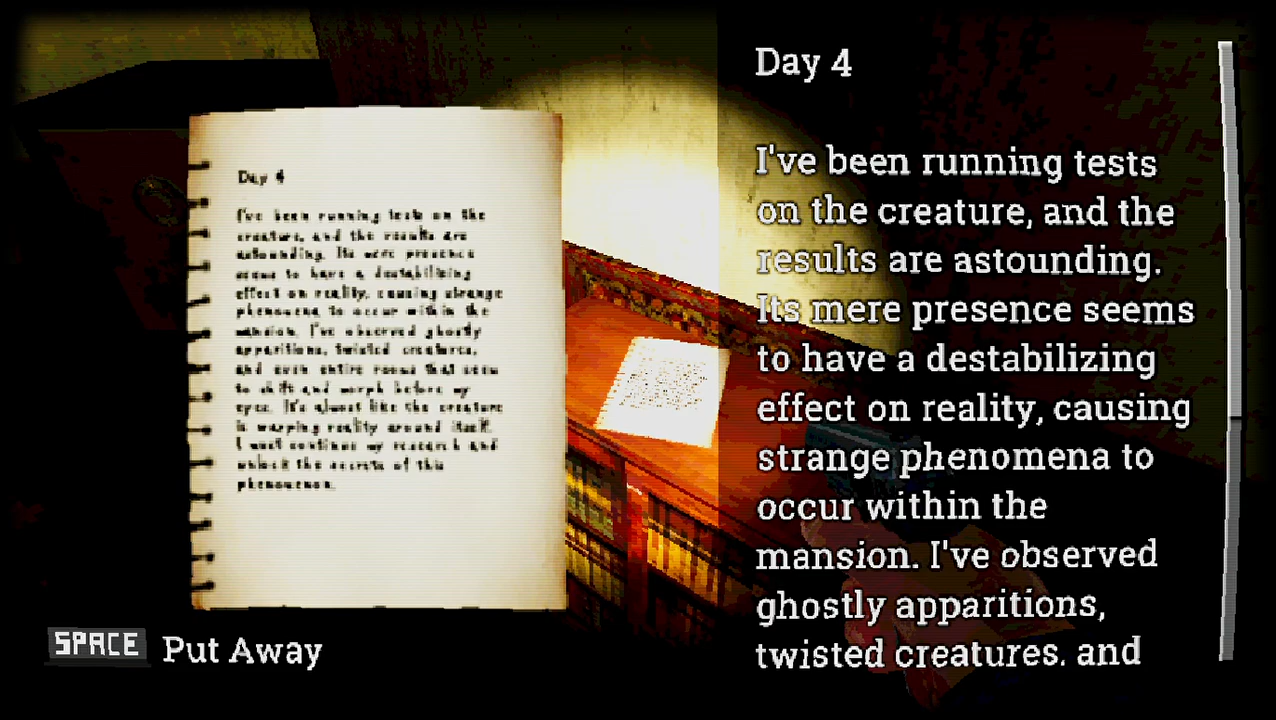 Day 4
I've been running tests on the
creature, and the results are
astounding. Its mere presence
seems to have a destabilizing
effect on reality, causing strange
phenomena to occur within the
mansion. I've observed ghostly
apparitions, twisted creatures,
and even entire rooms that seem
to shift and morph before my
eyes. It's almost like the creature
is warping reality around itself.
I must continue my research and
unlock the secrets of this
phenomenon.
SPACE Put Away
Day 4
I've been running tests
on the creature, and the
results are astounding.
Its mere presence seems
to have a destabilizing
effect on reality, causing
strange phenomena to
occur within the
mansion. I've observed
ghostly apparitions,
twisted creatures, and